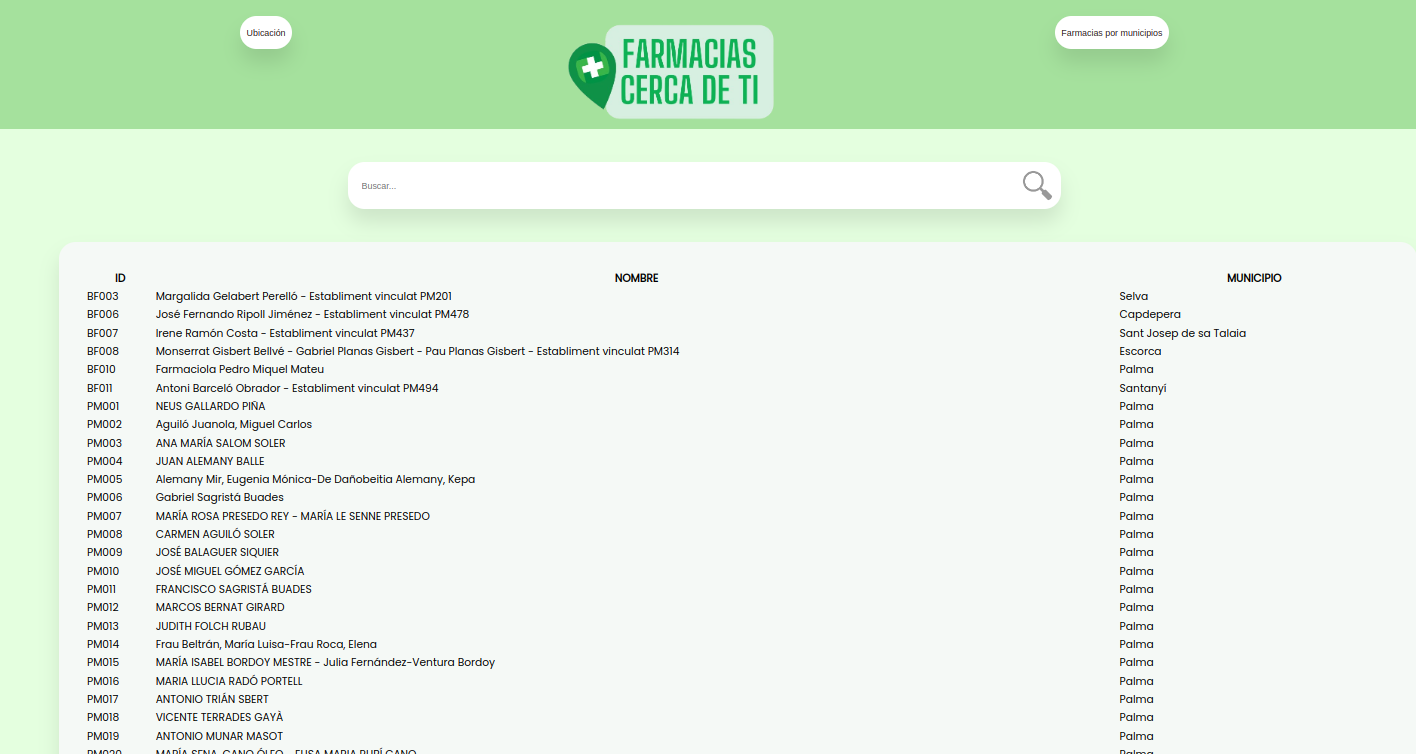 Ubicación
FARMACIAS
CERCA DE TI
Farmacias por municipios
Buscar...
ID NOMBRE MUNICIPIO
BF003 Margalida Gelabert Perelló - Establiment vinculat PM201 Selva
BF006 José Fernando Ripoll Jiménez - Establiment vinculat PM478 Capdepera
BF007 Irene Ramón Costa - Establiment vinculat PM437 Sant Josep de sa Talaia
BF008 Monserrat Gisbert Bellvé - Gabriel Planas Gisbert - Pau Planas Gisbert - Establiment vinculat PM314 Escorca
BF010 Farmaciola Pedro Miquel Mateu Palma
BF011 Antoni Barceló Obrador - Establiment vinculat PM494 Santanyí
PM001 NEUS GALLARDO PIÑA Palma
PM002 Aguiló Juanola, Miguel Carlos Palma
PM003 ANA MARÍA SALOM SOLER Palma
PM004 JUAN ALEMANY BALLE Palma
PM005 Alemany Mir, Eugenia Mónica-De Dañobeitia Alemany, Kepa Palma
PM006 Gabriel Sagristá Buades Palma
PM007 MARÍA ROSA PRESEDO REY - MARÍA LE SENNE PRESEDO Palma
PM008 CARMEN AGUILÓ SOLER Palma
PM009 JOSÉ BALAGUER SIQUIER Palma
PM010 JOSÉ MIGUEL GÓMEZ GARCÍA Palma
PM011 FRANCISCO SAGRISTÁ BUADES Palma
PM012 MARCOS BERNAT GIRARD Palma
PM013 JUDITH FOLCH RUBAU Palma
PM014 Frau Beltrán, María Luisa-Frau Roca, Elena Palma
PM015 MARÍA ISABEL BORDOY MESTRE - Julia Fernández-Ventura Bordoy Palma
PM016 MARIA LLUCIA RADÓ PORTELL Palma
PM017 ANTONIO TRIÁN SBERT Palma
PM018 VICENTE TERRADES GAYÀ Palma
PM019 ANTONIO MUNAR MASOT Palma
PM020 MARÍA SENA CANO Palma